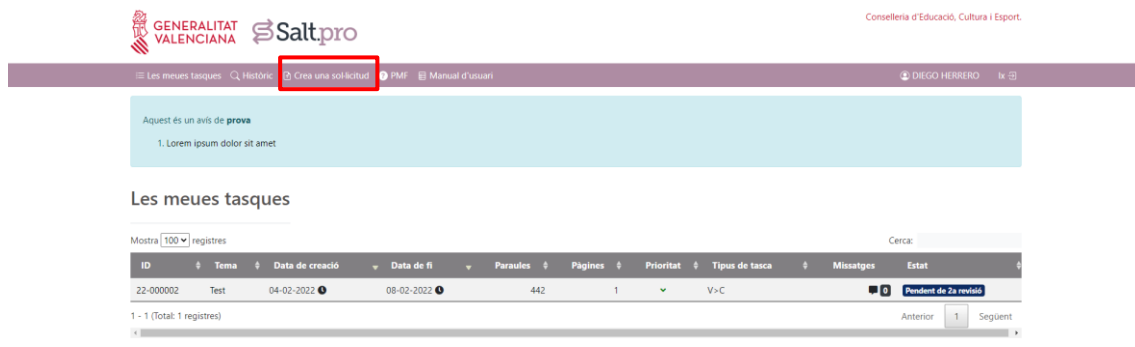 GENERALITAT
VALENCIANA
Salt.pro
Conselleria d'Educació, Cultura i Esport.
Les meues tasques Històric Crea una sol·licitud PMF Manual d'usuari DIEGO HERRERO Ix
Aquest és un avís de prova
1. Lorem ipsum dolor sit amet
Les meues tasques
Mostra 100 registres Cerca:
ID Tema Data de creació Data de fi Paraules Pàgines Prioritat Tipus de tasca Missatges Estat
22-000002 Test 04-02-2022 08-02-2022 442 1 V>C 0 Pendent de 2a revisió
1 - 1 (Total: 1 registres) Anterior 1 Següent